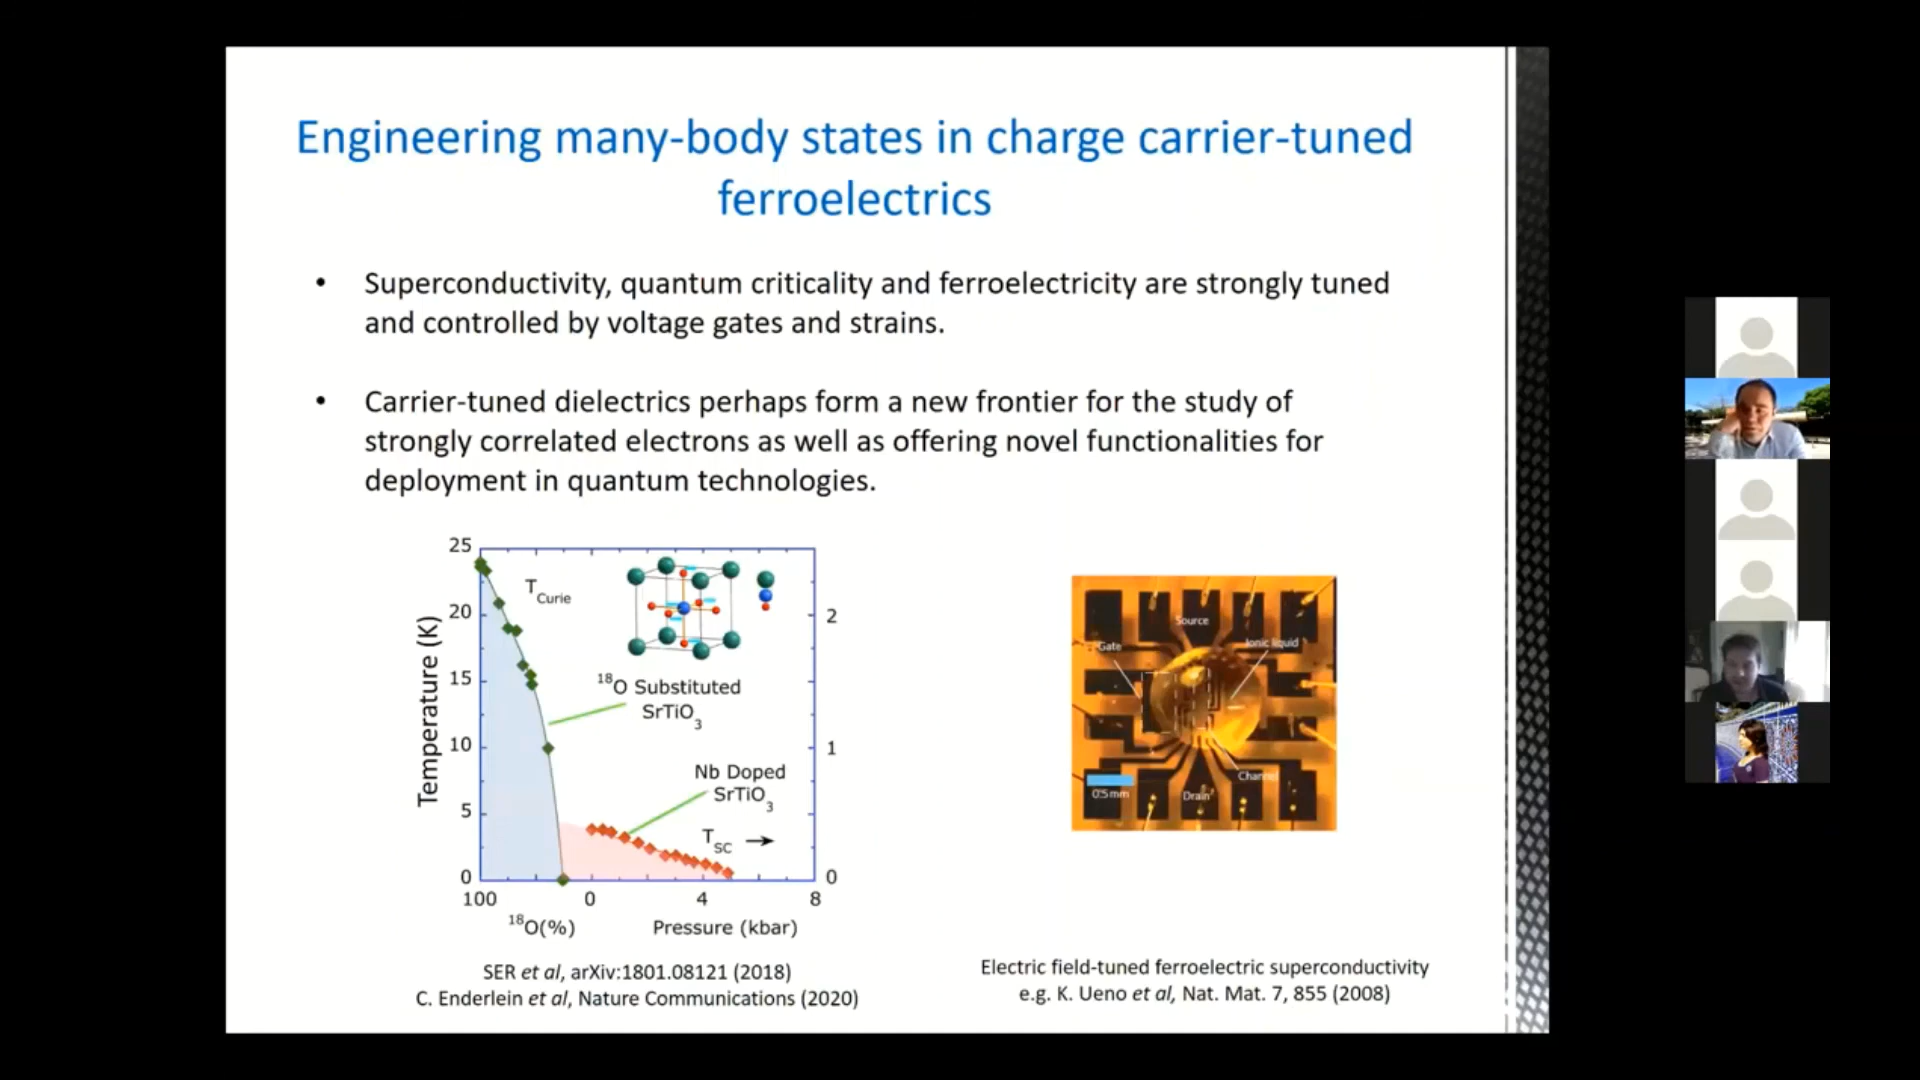 Engineering many-body states in charge carrier-tuned
ferroelectrics
• Superconductivity, quantum criticality and ferroelectricity are strongly tuned
and controlled by voltage gates and strains.
• Carrier-tuned dielectrics perhaps form a new frontier for the study of
strongly correlated electrons as well as offering novel functionalities for
deployment in quantum technologies.
25
20
15
10
5
0
Temperature (K)
T Curie
18O Substituted
SrTiO3
Nb Doped
SrTiO3
TSC
2
1
0
100
0
4
8
18O(%)
Pressure (kbar)
SER et al, arXiv:1801.08121 (2018)
C. Enderlein et al, Nature Communications (2020)
Source
Gate
Ionic liquid
Channel
0.5 mm
Drain
Electric field-tuned ferroelectric superconductivity
e.g. K. Ueno et al, Nat. Mat. 7, 855 (2008)